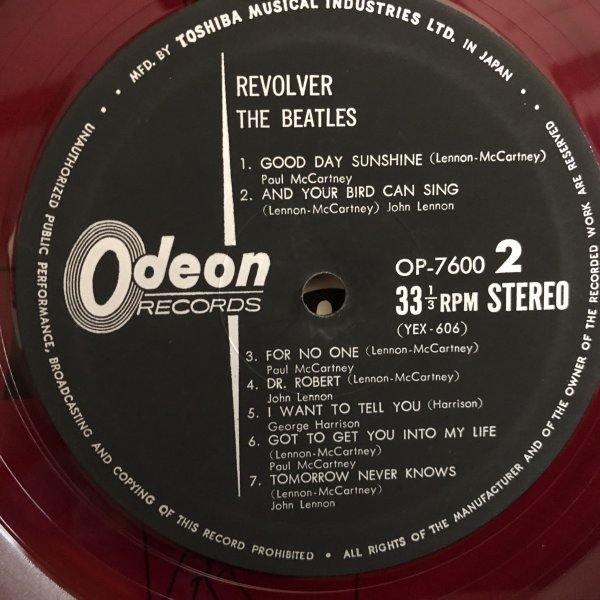 • MFD. BY TOSHIBA MUSICAL INDUSTRIES LTD. IN JAPAN •
REVOLVER
THE BEATLES
1. GOOD DAY SUNSHINE (Lennon-McCartney)
Paul McCartney
2. AND YOUR BIRD CAN SING
(Lennon-McCartney) John Lennon
Odeon
RECORDS
OP-7600 2
33 1/3 RPM STEREO
(YEX-606)
3. FOR NO ONE (Lennon-McCartney)
Paul McCartney
4. DR. ROBERT (Lennon-McCartney)
John Lennon
5. I WANT TO TELL YOU (Harrison)
George Harrison
6. GOT TO GET YOU INTO MY LIFE
(Lennon-McCartney)
Paul McCartney
7. TOMORROW NEVER KNOWS
(Lennon-McCartney)
John Lennon
UNAUTHORIZED PUBLIC PERFORMANCE, BROADCASTING AND COPYING OF THIS RECORD PROHIBITED • ALL RIGHTS OF THE MANUFACTURER AND OF THE OWNER OF THE RECORDED WORK ARE RESERVED